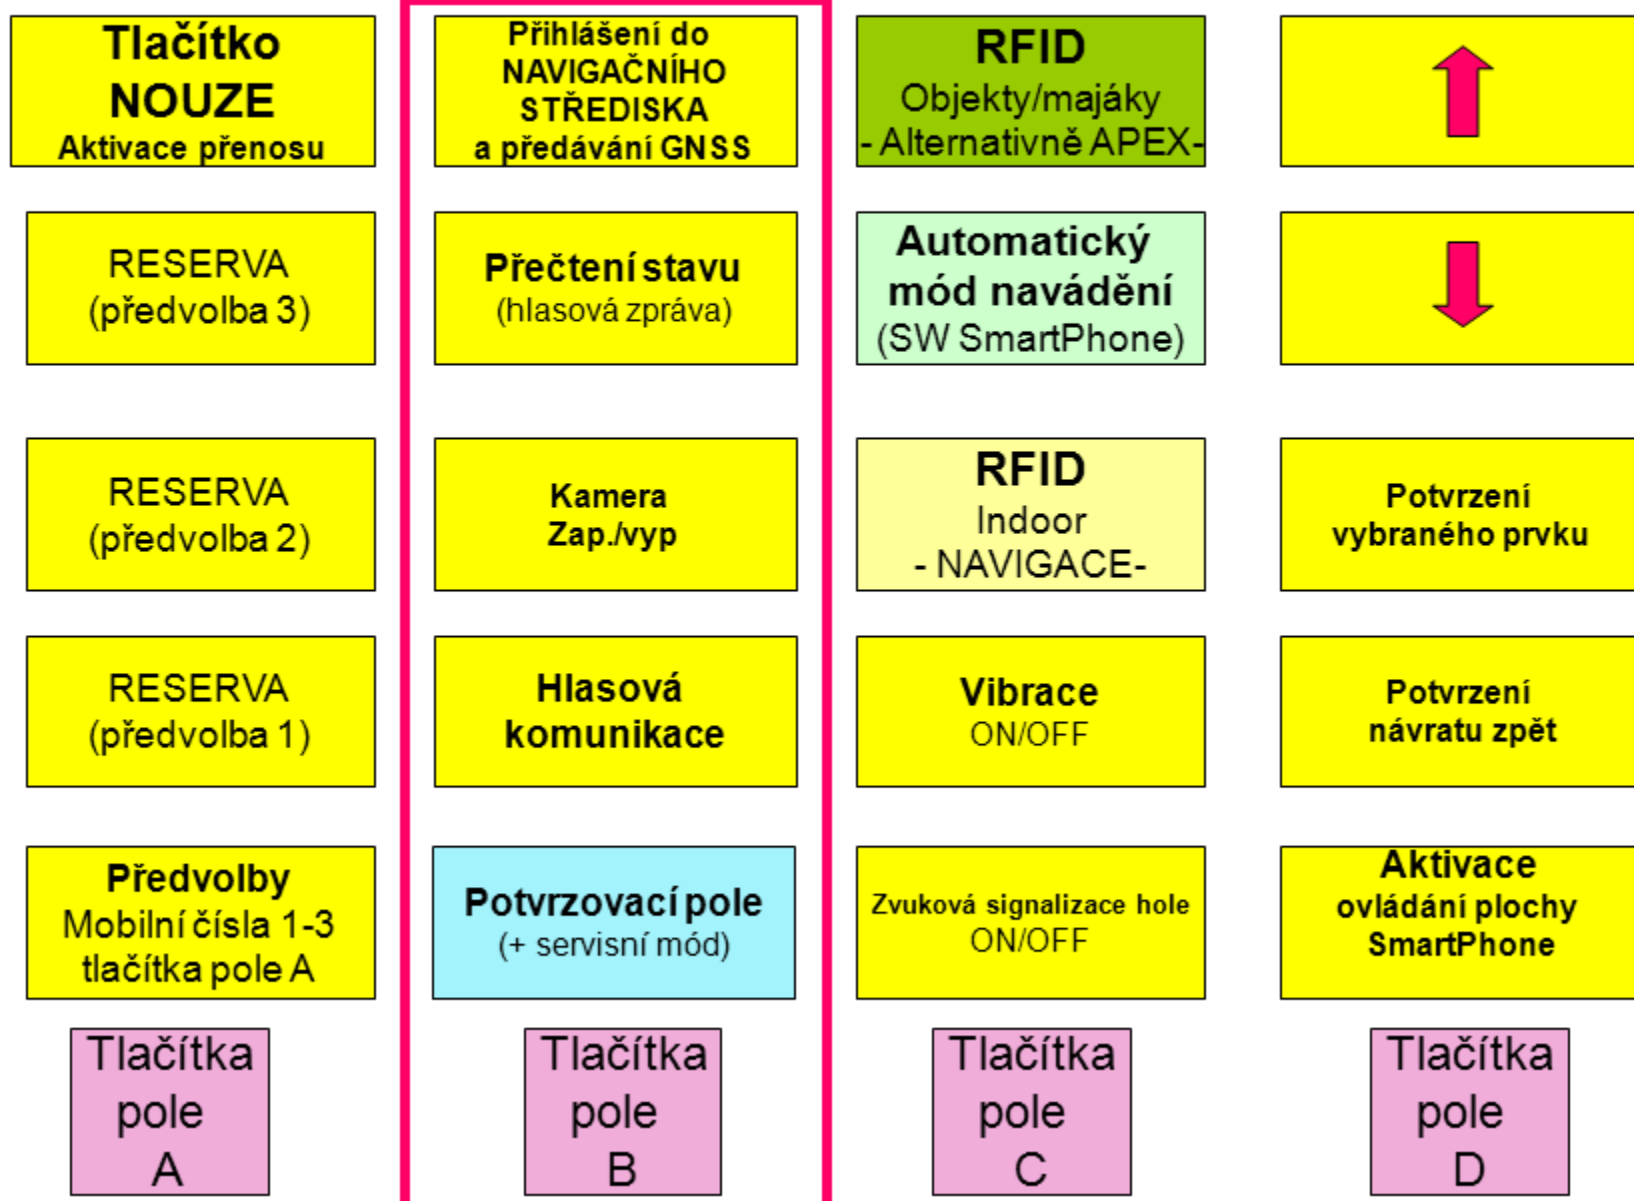 Tlačítko
NOUZE
Aktivace přenosu
Přihlášení do
NAVIGAČNÍHO
STŘEDISKA
a předávání GNSS
RFID
Objekty/majáky
- Alternativně APEX-
RESERVA
(předvolba 3)
Přečtení stavu
(hlasová zpráva)
Automatický
mód navádění
(SW SmartPhone)
RESERVA
(předvolba 2)
Kamera
Zap./vyp
RFID
Indoor
- NAVIGACE-
Potvrzení
vybraného prvku
RESERVA
(předvolba 1)
Hlasová
komunikace
Vibrace
ON/OFF
Potvrzení
návratu zpět
Předvolby
Mobilní čísla 1-3
tlačítka pole A
Potvrzovací pole
(+ servisní mód)
Zvuková signalizace hole
ON/OFF
Aktivace
ovládání plochy
SmartPhone
Tlačítka
pole
A
Tlačítka
pole
B
Tlačítka
pole
C
Tlačítka
pole
D